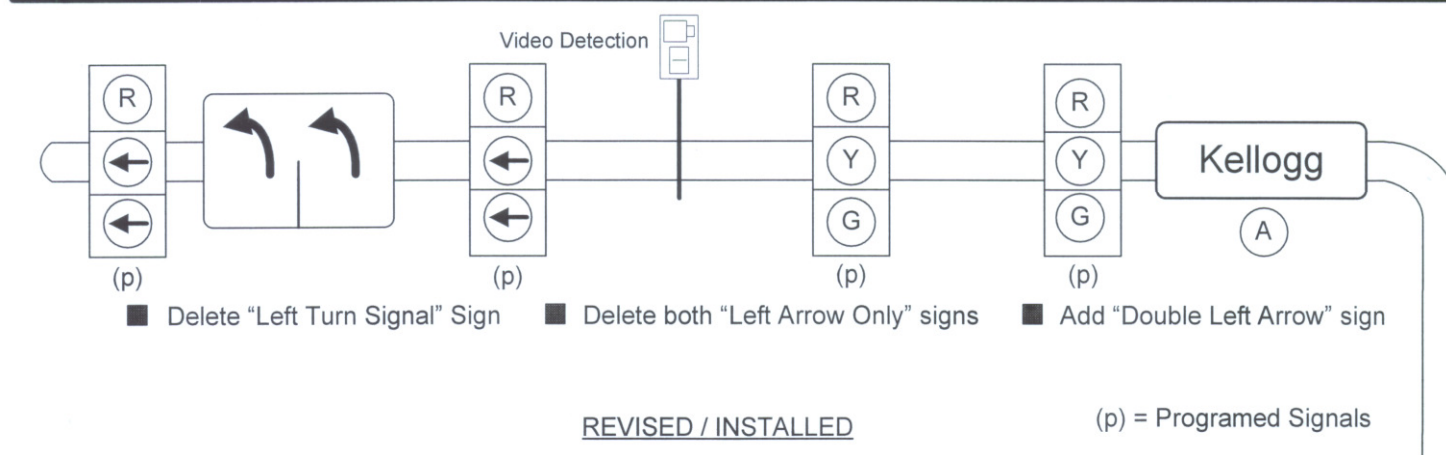 Video Detection
R R R R
Y Y Kellogg
G G A
(p) (p) (p) (p)
■ Delete “Left Turn Signal” Sign ■ Delete both “Left Arrow Only” signs ■ Add “Double Left Arrow” sign
REVISED / INSTALLED (p) = Programed Signals